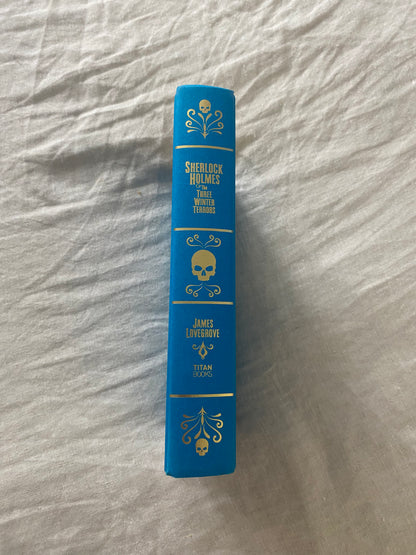 SHERLOCK
HOLMES
& THE
THREE
WINTER
TERRORS
JAMES
LOVEGROVE
TITAN
BOOKS